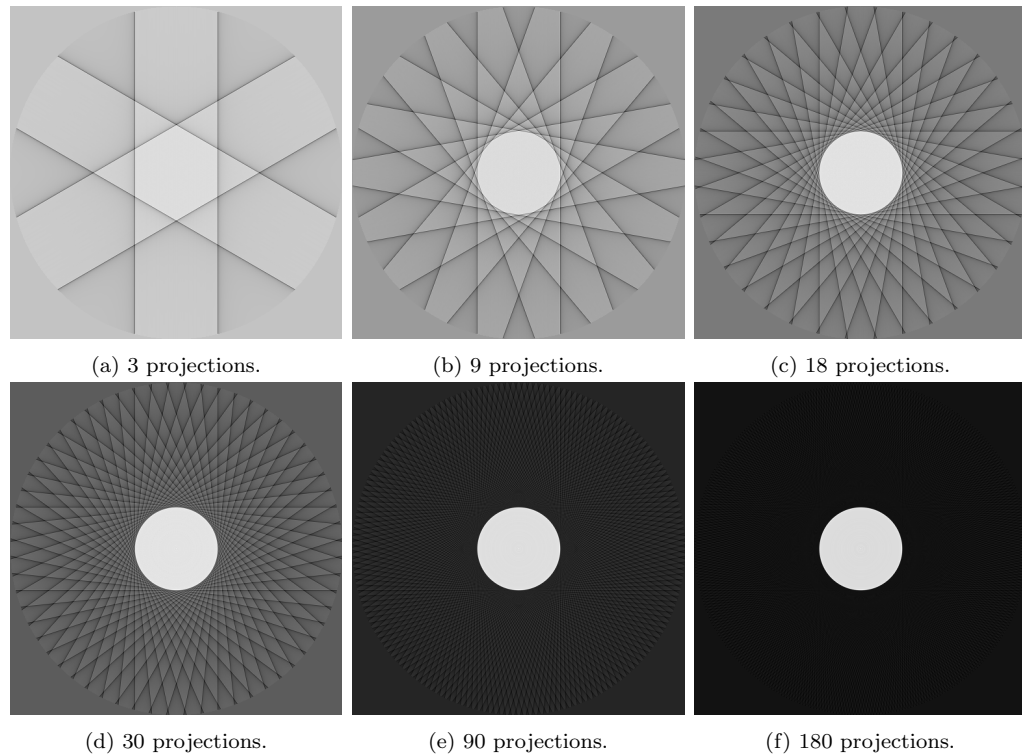 (a) 3 projections.
(b) 9 projections.
(c) 18 projections.
(d) 30 projections.
(e) 90 projections.
(f) 180 projections.